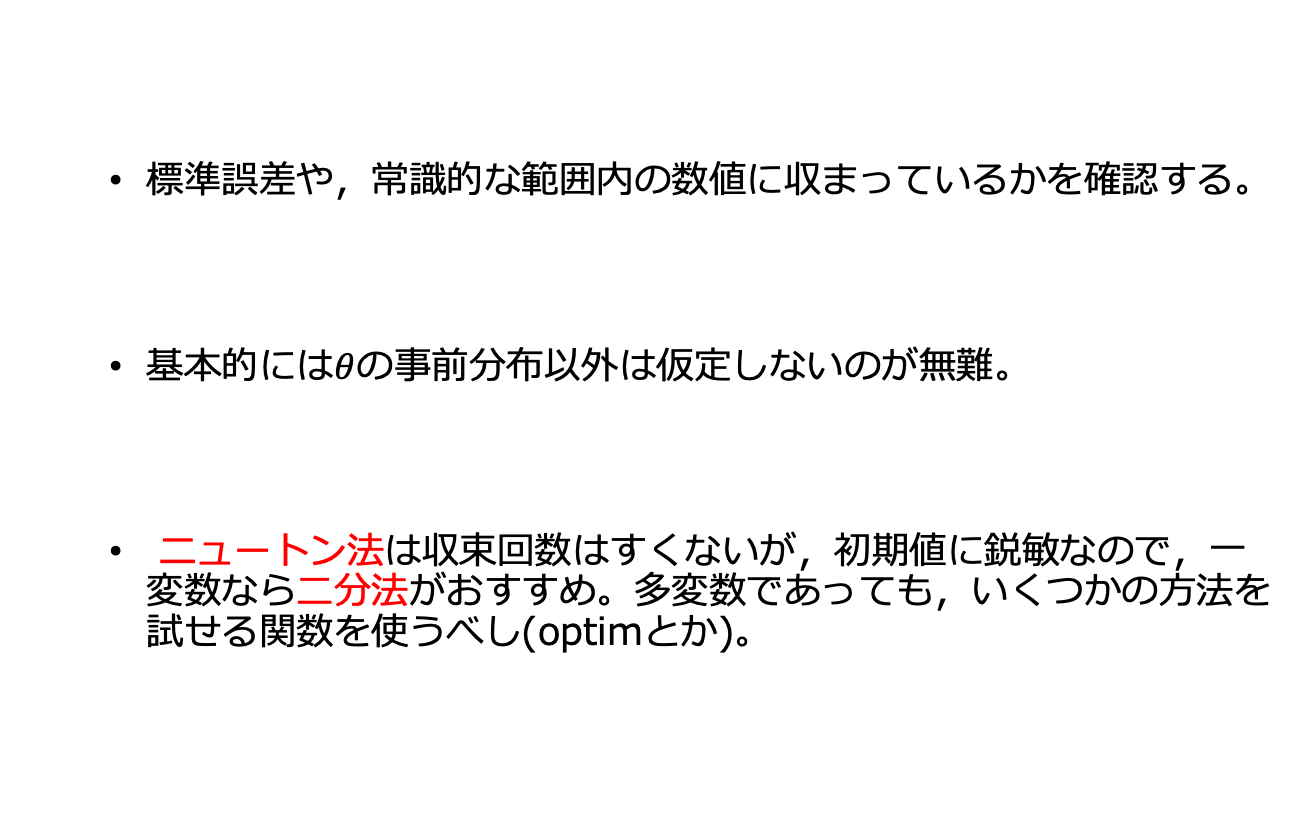 • 標準誤差や，常識的な範囲内の数値に収まっているかを確認する。
• 基本的には𝜃の事前分布以外は仮定しないのが無難。
• ニュートン法は収束回数はすくないが，初期値に鋭敏なので，一
変数なら二分法がおすすめ。多変数であっても，いくつかの方法を
試せる関数を使うべし(optimとか)。